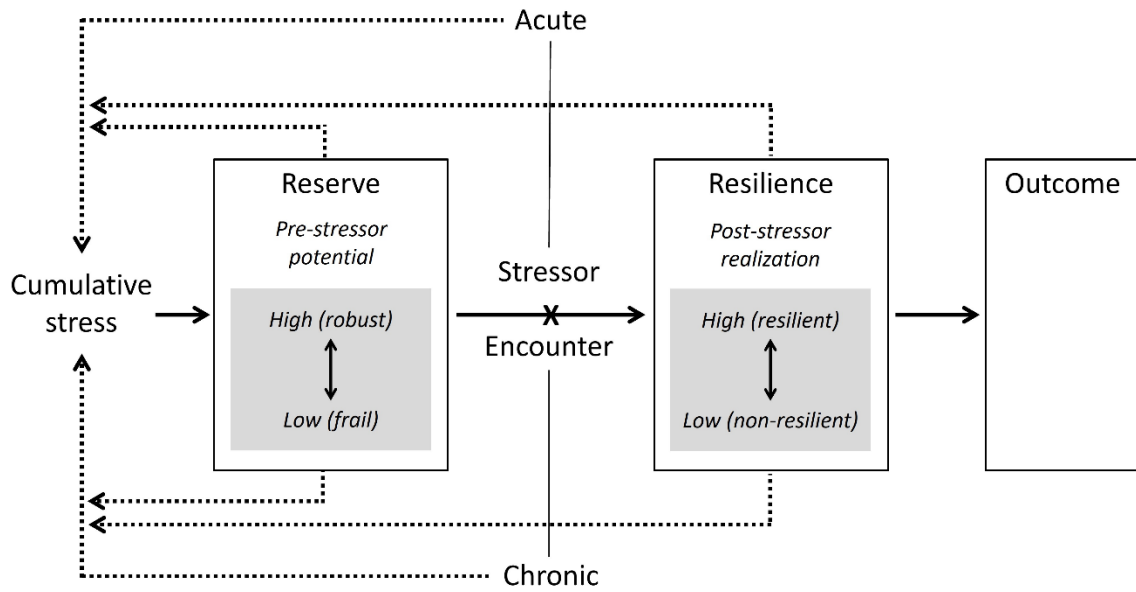 Acute
Reserve
Pre-stressor
potential
High (robust)
Low (frail)
Cumulative
stress
Stressor
X
Encounter
Resilience
Post-stressor
realization
High (resilient)
Low (non-resilient)
Outcome
Chronic